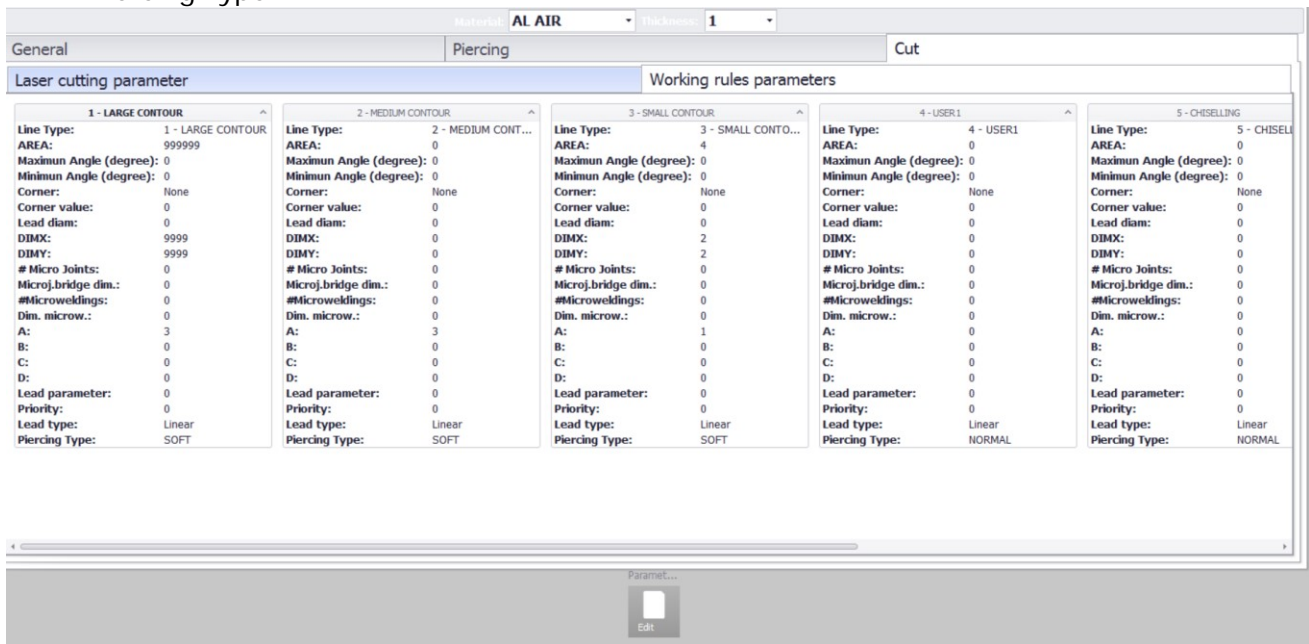 Material: AL AIR Thickness: 1
General Piercing Cut
Laser cutting parameter Working rules parameters
1 - LARGE CONTOUR 2 - MEDIUM CONTOUR 3 - SMALL CONTOUR 4 - USER1 5 - CHISELLING
Line Type: 1 - LARGE CONTOUR Line Type: 2 - MEDIUM CONT... Line Type: 3 - SMALL CONTO... Line Type: 4 - USER1 Line Type: 5 - CHISELL
AREA: 999999 AREA: 0 AREA: 4 AREA: 0 AREA: 0
Maximun Angle (degree): 0 Maximun Angle (degree): 0 Maximun Angle (degree): 0 Maximun Angle (degree): 0 Maximun Angle (degree): 0
Minimun Angle (degree): 0 Minimun Angle (degree): 0 Minimun Angle (degree): 0 Minimun Angle (degree): 0 Minimun Angle (degree): 0
Corner: None Corner: None Corner: None Corner: None Corner: None
Corner value: 0 Corner value: 0 Corner value: 0 Corner value: 0 Corner value: 0
Lead diam: 0 Lead diam: 0 Lead diam: 0 Lead diam: 0 Lead diam: 0
DIMX: 9999 DIMX: 0 DIMX: 2 DIMX: 0 DIMX: 0
DIMY: 9999 DIMY: 0 DIMY: 2 DIMY: 0 DIMY: 0
# Micro Joints: 0 # Micro Joints: 0 # Micro Joints: 0 # Micro Joints: 0 # Micro Joints: 0
Microj.bridge dim.: 0 Microj.bridge dim.: 0 Microj.bridge dim.: 0 Microj.bridge dim.: 0 Microj.bridge dim.: 0
#Microweldings: 0 #Microweldings: 0 #Microweldings: 0 #Microweldings: 0 #Microweldings: 0
Dim. microw.: 0 Dim. microw.: 0 Dim. microw.: 0 Dim. microw.: 0 Dim. microw.: 0
A: 3 A: 3 A: 1 A: 0 A: 0
B: 0 B: 0 B: 0 B: 0 B: 0
C: 0 C: 0 C: 0 C: 0 C: 0
D: 0 D: 0 D: 0 D: 0 D: 0
Lead parameter: 0 Lead parameter: 0 Lead parameter: 0 Lead parameter: 0 Lead parameter: 0
Priority: 0 Priority: 0 Priority: 0 Priority: 0 Priority: 0
Lead type: Linear Lead type: Linear Lead type: Linear Lead type: Linear Lead type: Linear
Piercing Type: SOFT Piercing Type: SOFT Piercing Type: SOFT Piercing Type: NORMAL Piercing Type: NORMAL
Paramet...
Edit